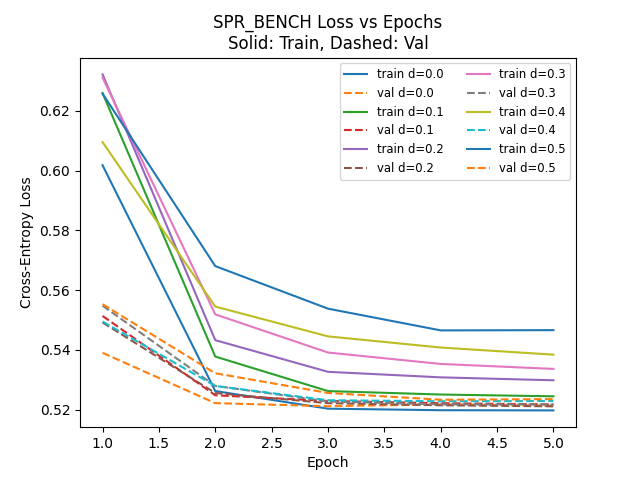 SPR_BENCH Loss vs Epochs
Solid: Train, Dashed: Val
train d=0.0
val d=0.0
train d=0.1
val d=0.1
train d=0.2
val d=0.2
train d=0.3
val d=0.3
train d=0.4
val d=0.4
train d=0.5
val d=0.5
Cross-Entropy Loss
0.62
0.60
0.58
0.56
0.54
0.52
1.0 1.5 2.0 2.5 3.0 3.5 4.0 4.5 5.0
Epoch